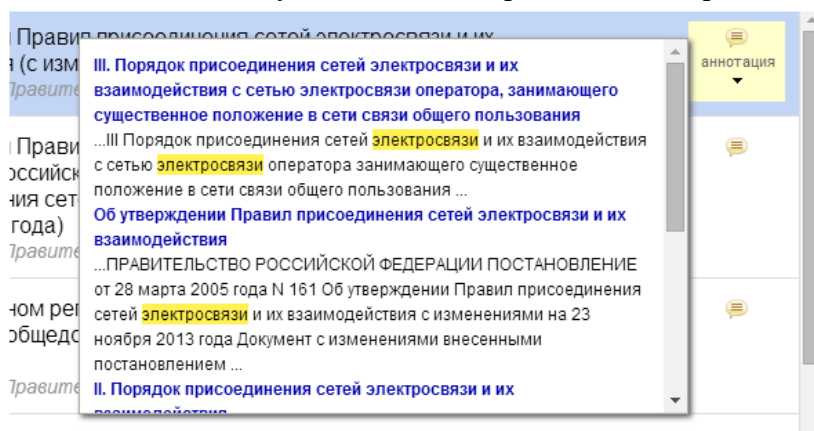 Правил присоединения сетей электросвязи и их
(с изм
Правите
аннотация
III. Порядок присоединения сетей электросвязи и их
взаимодействия с сетью электросвязи оператора, занимающего
существенное положение в сети связи общего пользования
...III Порядок присоединения сетей электросвязи и их взаимодействия
с сетью электросвязи оператора занимающего существенное
положение в сети связи общего пользования ...
Об утверждении Правил присоединения сетей электросвязи и их
взаимодействия
...ПРАВИТЕЛЬСТВО РОССИЙСКОЙ ФЕДЕРАЦИИ ПОСТАНОВЛЕНИЕ
от 28 марта 2005 года N 161 Об утверждении Правил присоединения
сетей электросвязи и их взаимодействия с изменениями на 23
ноября 2013 года Документ с изменениями внесенными
постановлением ...
II. Порядок присоединения сетей электросвязи и их
взаимодействия
Прави
оссийск
ния сет
года)
Правите
ном рег
общедо
Правите